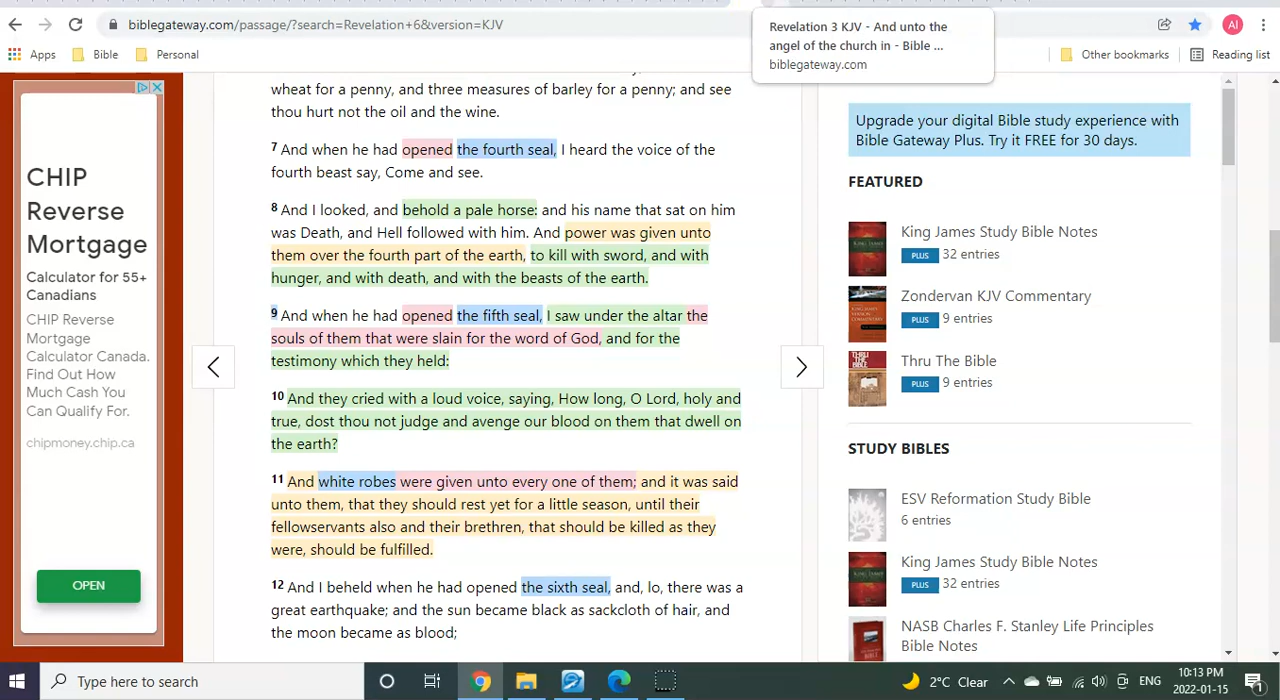 biblegateway.com/passage/?search=Revelation+6&version=KJV
AI
Apps
Bible
Personal
Other bookmarks
Reading list
Revelation 3 KJV - And unto the
angel of the church in - Bible ...
biblegateway.com
CHIP
Reverse
Mortgage
Calculator for 55+
Canadians
CHIP Reverse
Mortgage
Calculator Canada.
Find Out How
Much Cash You
Can Qualify For.
chipmoney.chip.ca
OPEN
wheat for a penny, and three measures of barley for a penny; and see
thou hurt not the oil and the wine.
7 And when he had opened the fourth seal, I heard the voice of the
fourth beast say, Come and see.
8 And I looked, and behold a pale horse: and his name that sat on him
was Death, and Hell followed with him. And power was given unto
them over the fourth part of the earth, to kill with sword, and with
hunger, and with death, and with the beasts of the earth.
9 And when he had opened the fifth seal, I saw under the altar the
souls of them that were slain for the word of God, and for the
testimony which they held:
10 And they cried with a loud voice, saying, How long, O Lord, holy and
true, dost thou not judge and avenge our blood on them that dwell on
the earth?
11 And white robes were given unto every one of them; and it was said
unto them, that they should rest yet for a little season, until their
fellowservants also and their brethren, that should be killed as they
were, should be fulfilled.
12 And I beheld when he had opened the sixth seal, and, lo, there was a
great earthquake; and the sun became black as sackcloth of hair, and
the moon became as blood;
Upgrade your digital Bible study experience with
Bible Gateway Plus. Try it FREE for 30 days.
FEATURED
King James Study Bible Notes
PLUS 32 entries
Zondervan KJV Commentary
PLUS 9 entries
Thru The Bible
PLUS 9 entries
STUDY BIBLES
ESV Reformation Study Bible
6 entries
King James Study Bible Notes
PLUS 32 entries
NASB Charles F. Stanley Life Principles
Bible Notes
Type here to search
2°C Clear
ENG
10:13 PM
2022-01-15
1